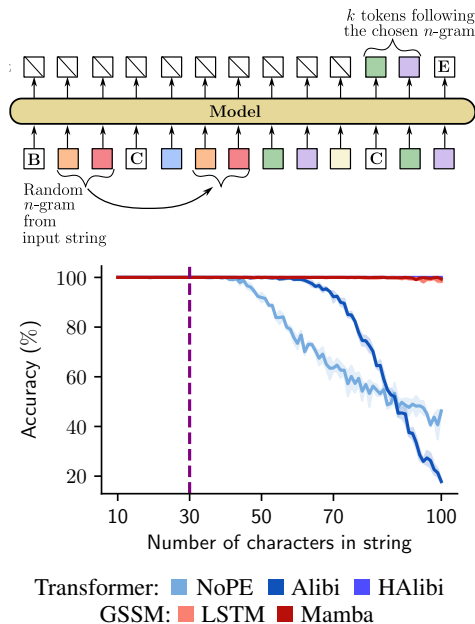 k tokens following
the chosen n-gram
E
Model
B C C
Random
n-gram
from
input string
Accuracy (%)
100
80
60
40
20
10 30 50 70 100
Number of characters in string
Transformer: NoPE Alibi HAlibi
GSSM: LSTM Mamba